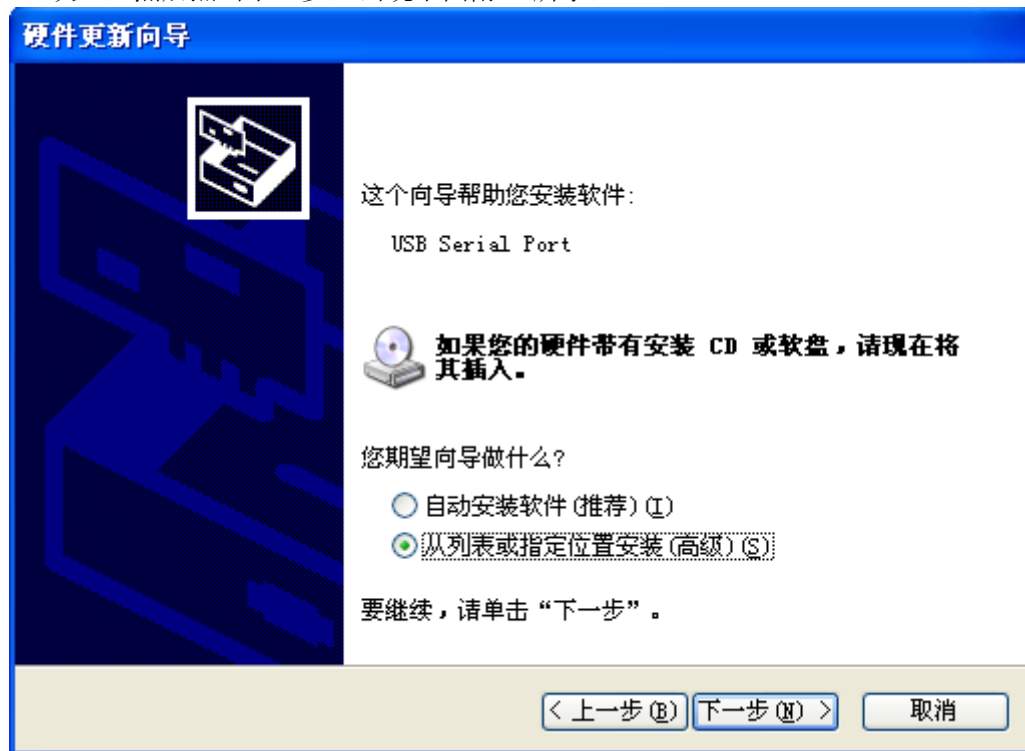 硬件更新向导
这个向导帮助您安装软件:
USB Serial Port
如果您的硬件带有安装 CD 或软盘，请现在将
其插入。
您期望向导做什么?
自动安装软件(推荐)(I)
从列表或指定位置安装(高级)(S)
要继续，请单击“下一步”。
< 上一步(B) 下一步(N) > 取消